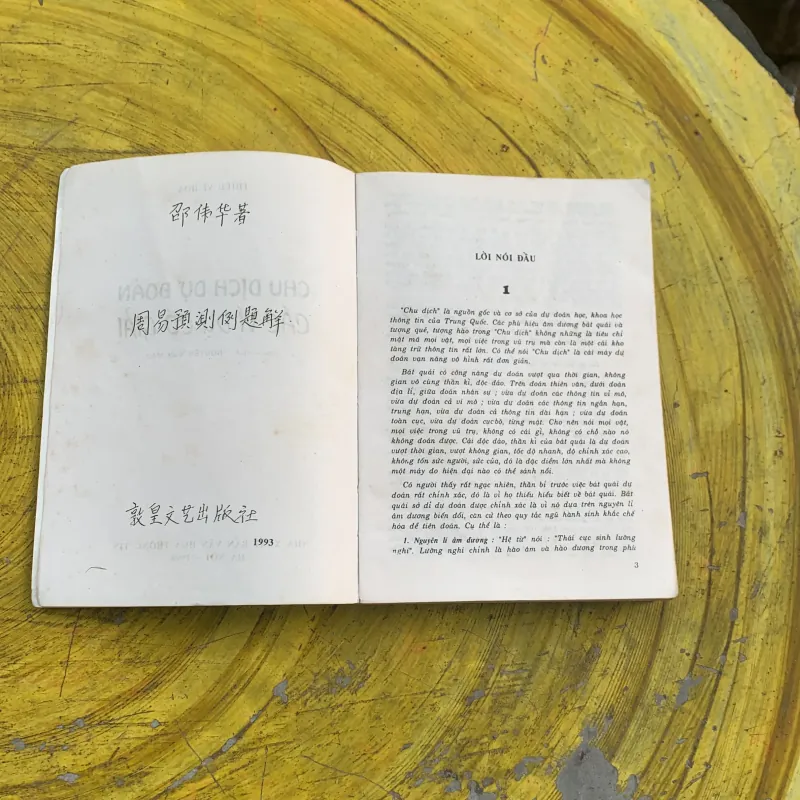 邵伟华著
周易預测例題解.
敦皇文艺出版社
1993
LỜI NÓI ĐẦU
1
"Chu dịch" là nguồn gốc và cơ sở của dự đoán học, khoa học
thông tin của Trung Quốc. Các phù hiệu âm dương bát quái và
tượng quẻ, tượng hào trong "Chu dịch" không những là tiêu chí
mật mã mọi vật, mọi việc trong vũ trụ mà còn là một cái kho
tàng trữ thông tin rất lớn. Có thể nói "Chu dịch" là cái máy dự
đoán vạn năng vô hình rất đơn giản.
Bát quái có công năng dự đoán vượt qua thời gian, không
gian vô cùng thần kì, độc đáo. Trên đoán thiên văn, dưới đoán
địa lí, giữa đoán nhân sự ; vừa dự đoán các thông tin vi mô ;
vừa dự đoán cả vĩ mô ; vừa dự đoán các thông tin ngắn hạn,
trung hạn, vừa dự đoán cả thông tin dài hạn ; vừa dự đoán
toàn cục, vừa dự đoán cục bộ, từng mặt. Cho nên nói mọi vật,
mọi việc trong vũ trụ, không có cái gì, không có chỗ nào nó
không đoán được. Cái độc đáo, thần kì của bát quái là dự đoán
vượt thời gian, vượt không gian, tốc độ nhanh, độ chính xác cao,
không tốn sức người, sức của, đó là đặc điểm lớn nhất mà không
một máy đo hiện đại nào có thể sánh nổi.
Có người thấy rất ngạc nhiên, thần bí trước việc bát quái dự
đoán rất chính xác, đó là vì họ thiếu hiểu biết về bát quái. Bát
quái sở dĩ dự đoán được chính xác là vì nó dựa trên nguyên lí
âm dương biến đổi, căn cứ theo quy tắc ngũ hành sinh khắc chế
hóa để tiên đoán. Cụ thể là :
1. Nguyên lí âm dương : "Hệ từ" nói : "Thái cực sinh lưỡng
nghi". Lưỡng nghi chính là hào âm và hào dương trong phù
3